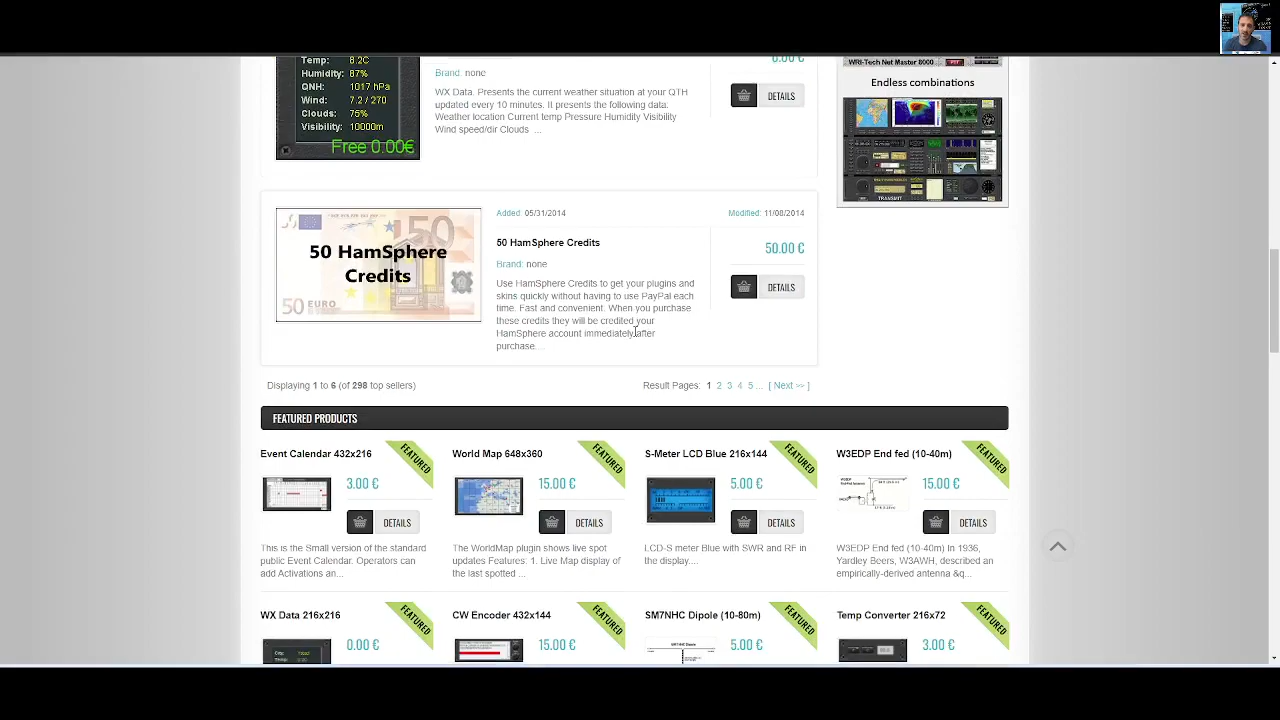 Temp: 8.2C
Humidity: 87%
QNH: 1017 hPa
Wind: 7.2 / 270
Clouds: 75%
Visibility: 10000m
Free 0.00€
Brand: none
WX Data. Presents the current weather situation at your QTH
updated every 10 minutes. It presents the following data:
Weather location Current temp Pressure Humidity Visibility
Wind speed/dir Clouds ...
0.00 €
DETAILS
WRI-Tech Net Master 8000
Endless combinations
TRANSMIT
50 HamSphere
Credits
50 EURO
Added: 05/31/2014
Modified: 11/08/2014
50 HamSphere Credits
50.00 €
Brand: none
DETAILS
Use HamSphere Credits to get your plugins and
skins quickly without having to use PayPal each
time. Fast and convenient. When you purchase
these credits they will be credited your
HamSphere account immediately after
purchase....
Displaying 1 to 6 (of 298 top sellers)
Result Pages: 1 2 3 4 5 ... [ Next >> ]
FEATURED PRODUCTS
Event Calendar 432x216
FEATURED
3.00 €
DETAILS
This is the Small version of the standard
public Event Calendar. Operators can
add Activations an...
World Map 648x360
FEATURED
15.00 €
DETAILS
The WorldMap plugin shows live spot
updates Features: 1. Live Map display of
the last spotted ...
S-Meter LCD Blue 216x144
FEATURED
5.00 €
DETAILS
LCD-S meter Blue with SWR and RF in
the display....
W3EDP End fed (10-40m)
FEATURED
15.00 €
DETAILS
W3EDP End fed (10-40m) In 1936,
Yardley Beers, W3AWH, described an
empirically-derived antenna &q...
WX Data 216x216
FEATURED
0.00 €
CW Encoder 432x144
FEATURED
15.00 €
SM7NHC Dipole (10-80m)
FEATURED
5.00 €
Temp Converter 216x72
FEATURED
3.00 €